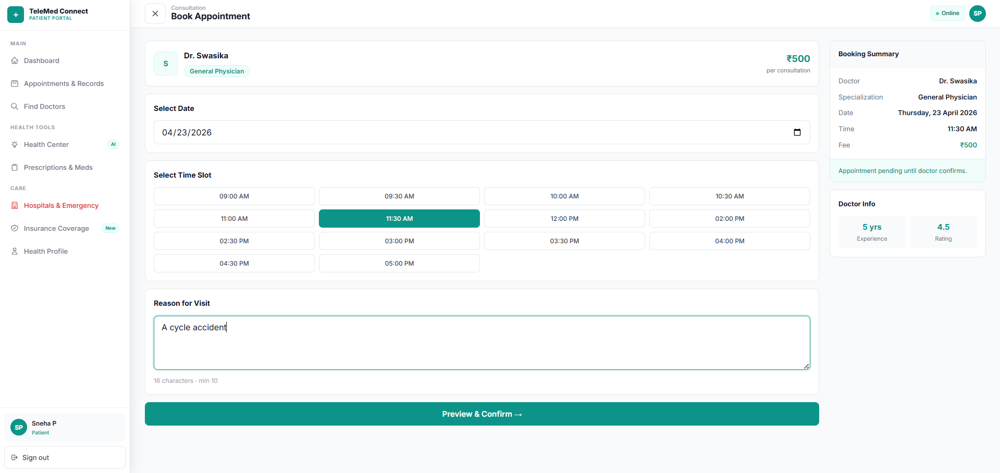 +
TeleMed Connect
PATIENT PORTAL
MAIN
Dashboard
Appointments & Records
Find Doctors
HEALTH TOOLS
Health Center AI
Prescriptions & Meds
CARE
Hospitals & Emergency
Insurance Coverage New
Health Profile
SP
Sneha P
Patient
Sign out
Consultation
Book Appointment
Online
SP
S
Dr. Swasika
General Physician
₹500
per consultation
Select Date
04/23/2026
Select Time Slot
09:00 AM 09:30 AM 10:00 AM 10:30 AM
11:00 AM 11:30 AM 12:00 PM 02:00 PM
02:30 PM 03:00 PM 03:30 PM 04:00 PM
04:30 PM 05:00 PM
Reason for Visit
A cycle accident
16 characters · min 10
Preview & Confirm →
Booking Summary
Doctor Dr. Swasika
Specialization General Physician
Date Thursday, 23 April 2026
Time 11:30 AM
Fee ₹500
Appointment pending until doctor confirms.
Doctor Info
5 yrs
Experience
4.5
Rating